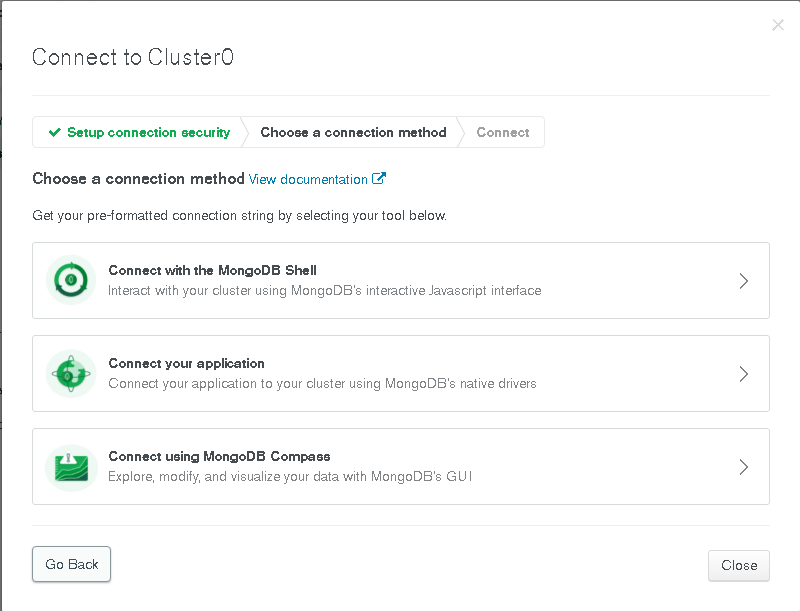 Connect to Cluster0
Setup connection security
Choose a connection method
Connect
Choose a connection method View documentation
Get your pre-formatted connection string by selecting your tool below.
Connect with the MongoDB Shell
Interact with your cluster using MongoDB's interactive Javascript interface
Connect your application
Connect your application to your cluster using MongoDB's native drivers
Connect using MongoDB Compass
Explore, modify, and visualize your data with MongoDB's GUI
Go Back
Close